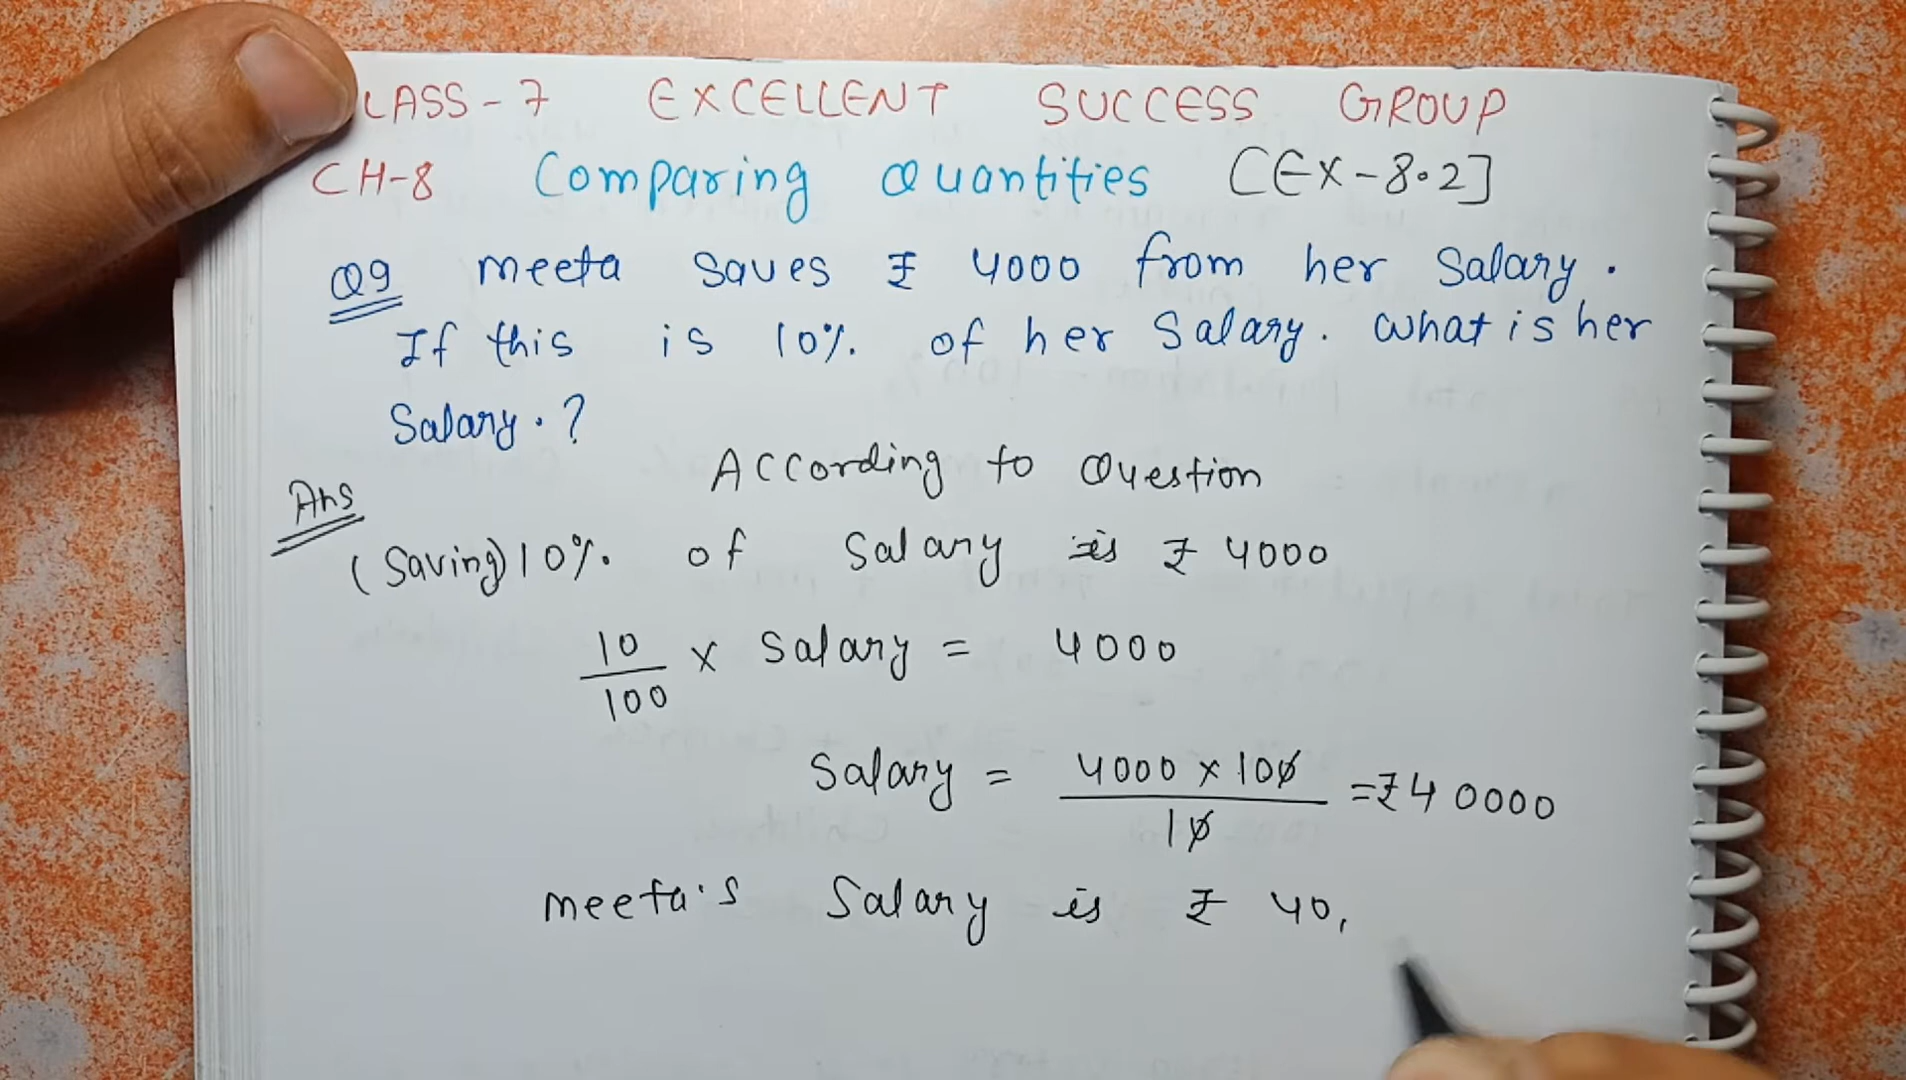 LASS-7 EXCELLENT SUCCESS GROUP
CH-8 Comparing Quantities [EX-8.2]
Q9 meeta saves ₹ 4000 from her salary.
If this is 10% of her Salary. What is her
Salary.?
According to Question
Ans
(Saving) 10% of Salary is ₹ 4000
10/100 x Salary = 4000
Salary = 4000 x 100/10 = ₹ 40000
meeta's Salary is ₹ 40,